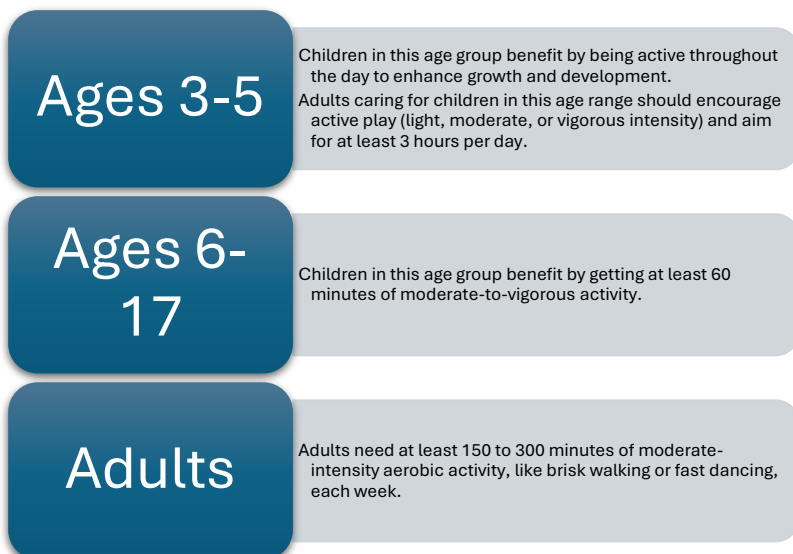 Ages 3-5
Children in this age group benefit by being active throughout
the day to enhance growth and development.
Adults caring for children in this age range should encourage
active play (light, moderate, or vigorous intensity) and aim
for at least 3 hours per day.
Ages 6-
17
Children in this age group benefit by getting at least 60
minutes of moderate-to-vigorous activity.
Adults
Adults need at least 150 to 300 minutes of moderate-
intensity aerobic activity, like brisk walking or fast dancing,
each week.